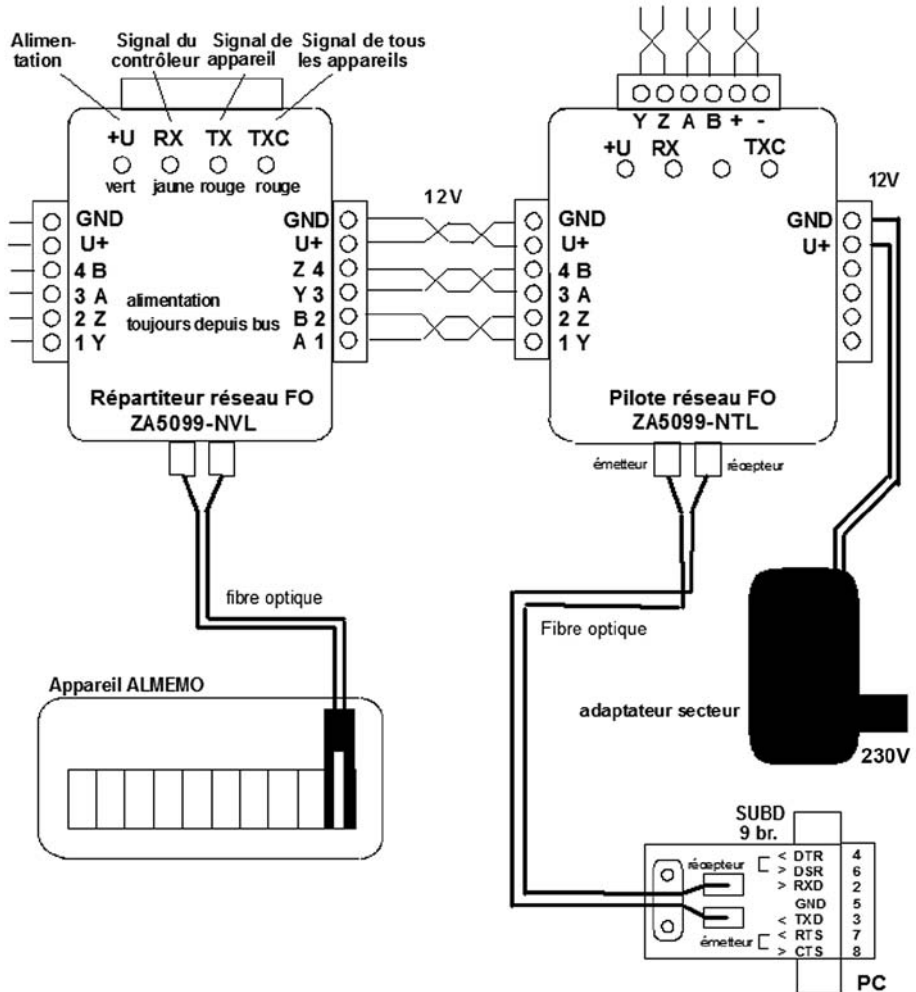 Alimen-
tation
Signal du
contrôleur
Signal de
appareil
Signal de tous
les appareils
+U RX TX TXC
vert jaune rouge rouge
GND
U+
4 B
3 A
2 Z
1 Y
alimentation
toujours depuis bus
GND
U+
Z 4
Y 3
B 2
A 1
Répartiteur réseau FO
ZA5099-NVL
12V
Y Z A B + -
+U RX TXC
GND
U+
4 B
3 A
2 Z
1 Y
GND
U+
12V
Pilote réseau FO
ZA5099-NTL
émetteur
récepteur
fibre optique
Fibre optique
Appareil ALMEMO
adaptateur secteur
230V
SUBD
9 br.
récepteur
émetteur
< DTR 4
> DSR 6
> RXD 2
GND 5
< TXD 3
< RTS 7
> CTS 8
PC